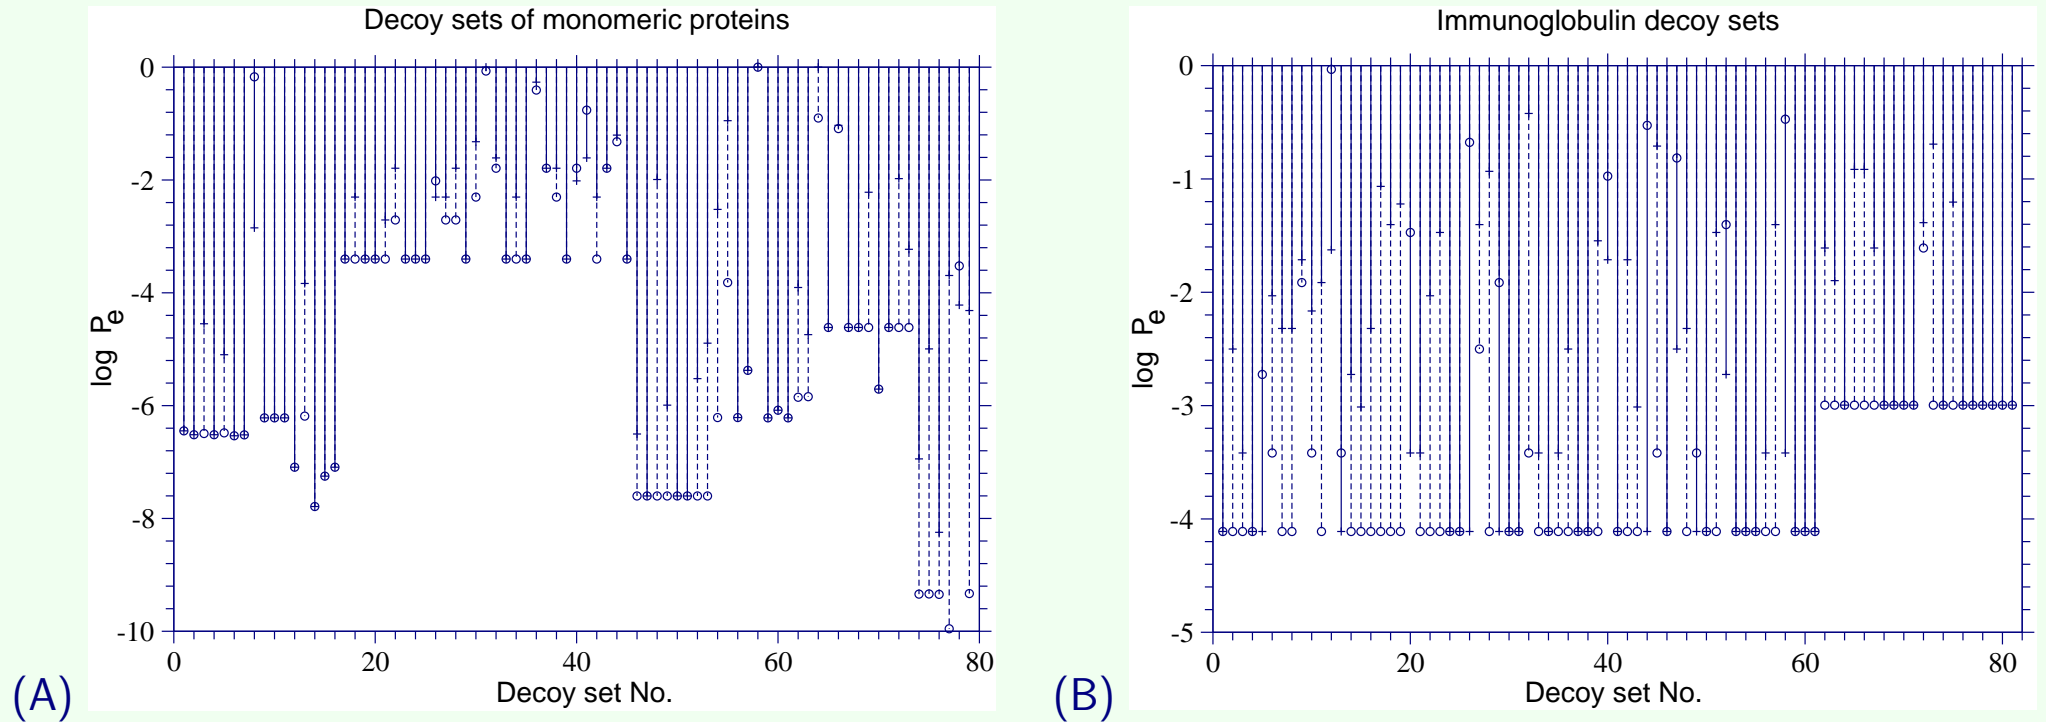 Decoy sets of monomeric proteins
0
-2
-4
-6
-8
-10
log Pe
0 20 40 60 80
Decoy set No.
(A)
Immunoglobulin decoy sets
0
-1
-2
-3
-4
-5
log Pe
0 20 40 60 80
Decoy set No.
(B)